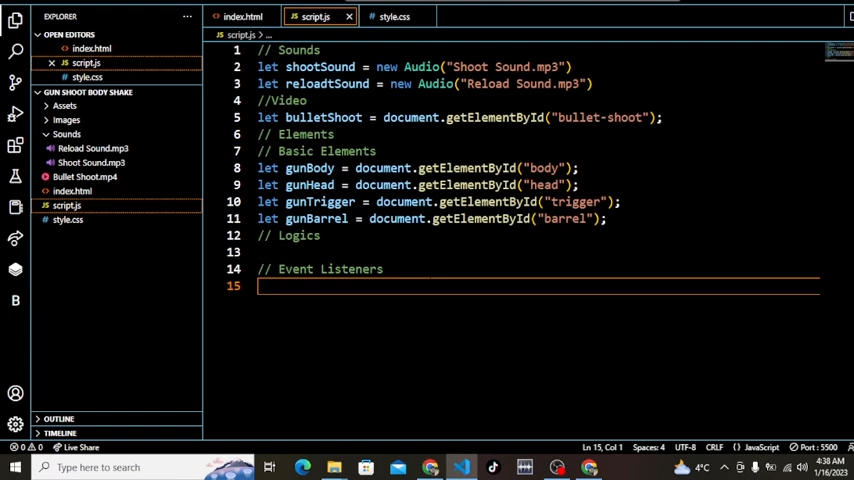 EXPLORER
OPEN EDITORS
index.html
script.js
style.css
GUN SHOOT BODY SHAKE
Assets
Images
Sounds
Reload Sound.mp3
Shoot Sound.mp3
Bullet Shoot.mp4
index.html
script.js
style.css
OUTLINE
TIMELINE
index.html
script.js
style.css
script.js > ...
1 // Sounds
2 let shootSound = new Audio("Shoot Sound.mp3")
3 let reloadtSound = new Audio("Reload Sound.mp3")
4 //Video
5 let bulletShoot = document.getElementById("bullet-shoot");
6 // Elements
7 // Basic Elements
8 let gunBody = document.getElementById("body");
9 let gunHead = document.getElementById("head");
10 let gunTrigger = document.getElementById("trigger");
11 let gunBarrel = document.getElementById("barrel");
12 // Logics
13
14 // Event Listeners
15
0 0 Live Share Ln 15, Col 1 Spaces: 4 UTF-8 CRLF {} JavaScript Port : 5500
Type here to search 4°C 4:38 AM
1/16/2023